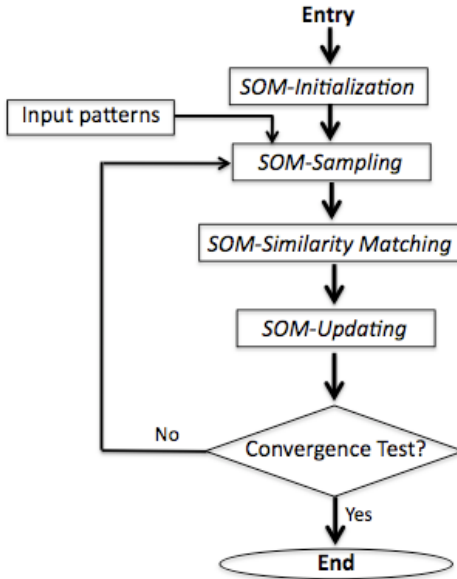 Entry
SOM-Initialization
Input patterns
SOM-Sampling
SOM-Similarity Matching
SOM-Updating
Convergence Test?
No
Yes
End